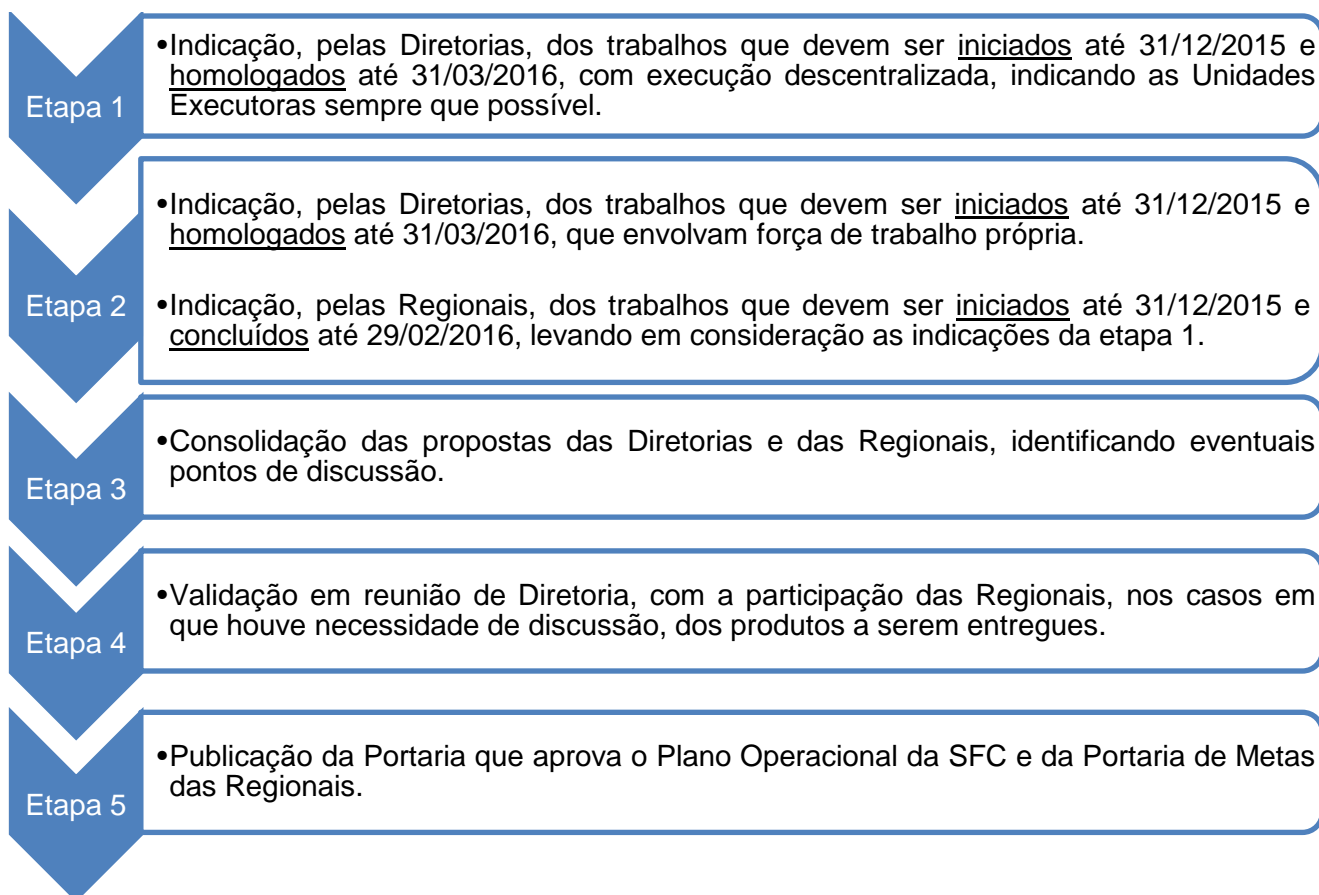 Etapa 1
•Indicação, pelas Diretorias, dos trabalhos que devem ser iniciados até 31/12/2015 e
homologados até 31/03/2016, com execução descentralizada, indicando as Unidades
Executoras sempre que possível.
Etapa 2
•Indicação, pelas Diretorias, dos trabalhos que devem ser iniciados até 31/12/2015 e
homologados até 31/03/2016, que envolvam força de trabalho própria.
•Indicação, pelas Regionais, dos trabalhos que devem ser iniciados até 31/12/2015 e
concluídos até 29/02/2016, levando em consideração as indicações da etapa 1.
Etapa 3
•Consolidação das propostas das Diretorias e das Regionais, identificando eventuais
pontos de discussão.
Etapa 4
•Validação em reunião de Diretoria, com a participação das Regionais, nos casos em
que houve necessidade de discussão, dos produtos a serem entregues.
Etapa 5
•Publicação da Portaria que aprova o Plano Operacional da SFC e da Portaria de Metas
das Regionais.